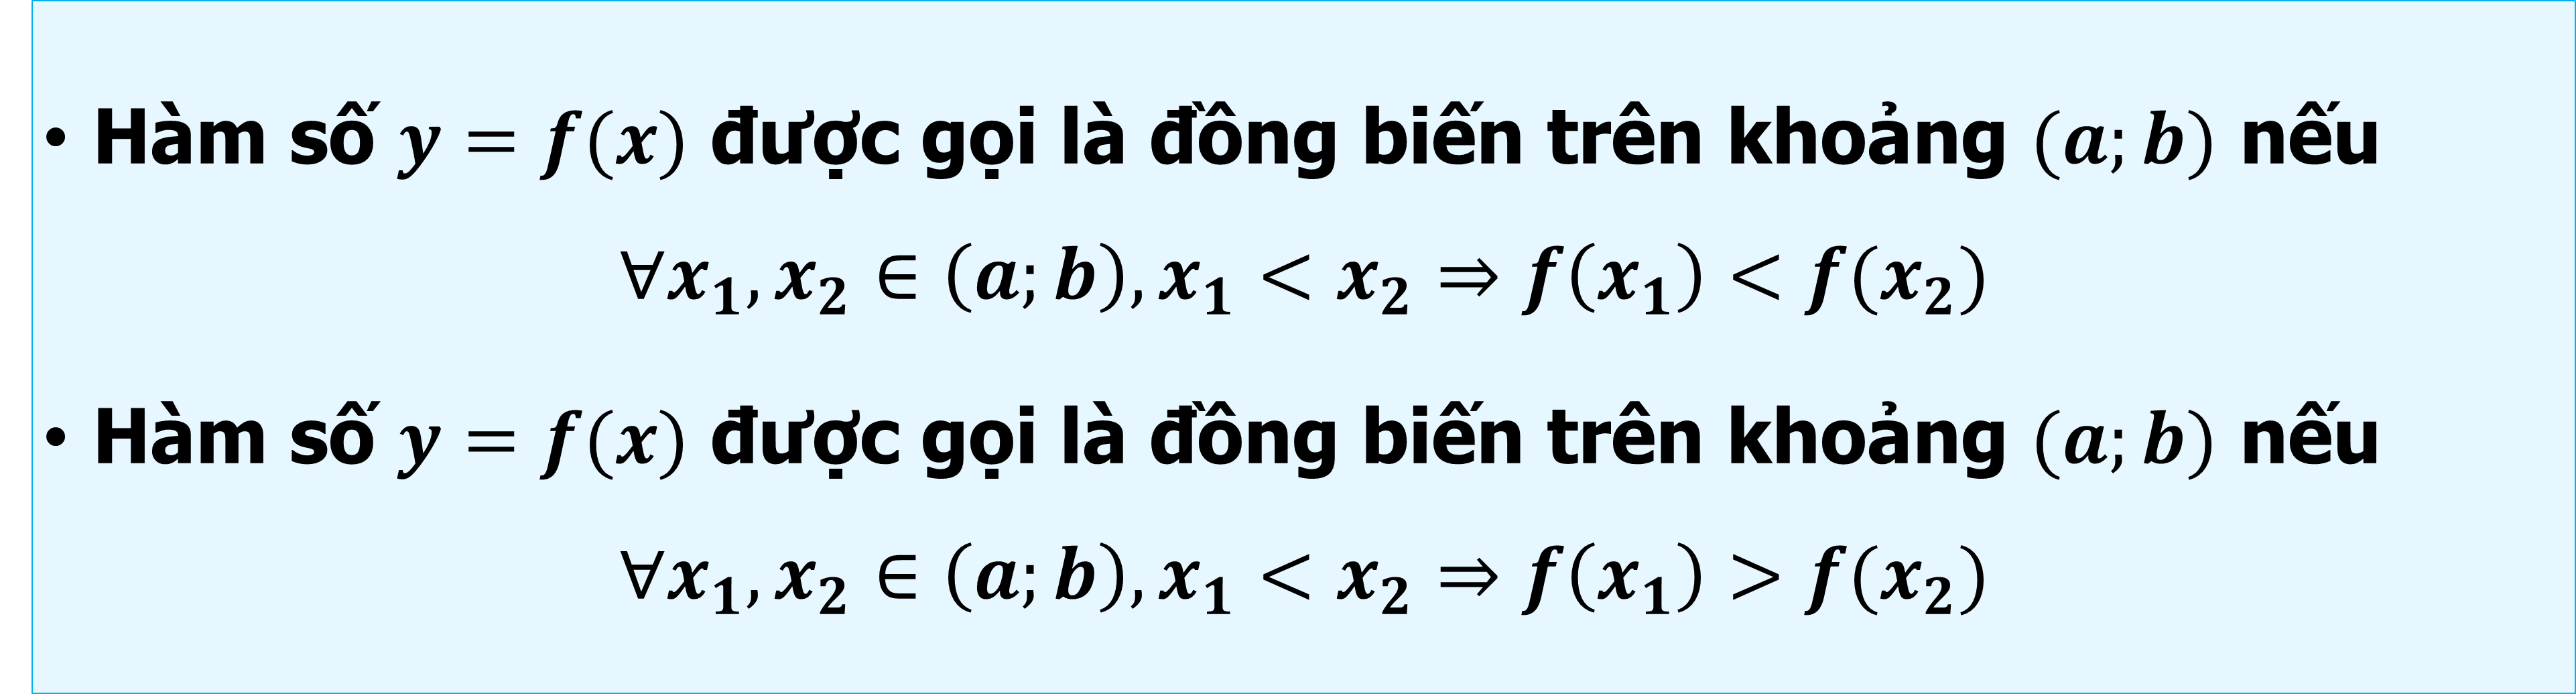 • Hàm số y = f(x) được gọi là đồng biến trên khoảng (a; b) nếu
∀x₁, x₂ ∈ (a; b), x₁ < x₂ ⇒ f(x₁) < f(x₂)
• Hàm số y = f(x) được gọi là đồng biến trên khoảng (a; b) nếu
∀x₁, x₂ ∈ (a; b), x₁ < x₂ ⇒ f(x₁) > f(x₂)